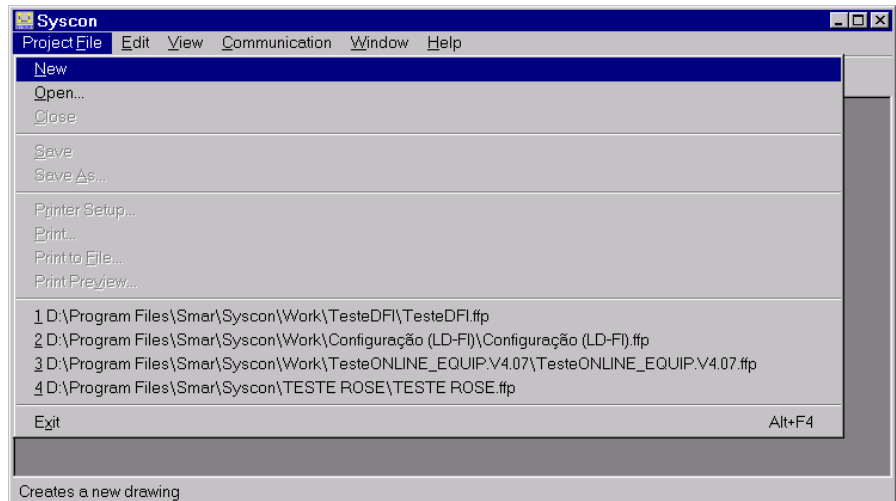 Syscon
Project File Edit View Communication Window Help
New
Open...
Close
Save
Save As...
Printer Setup...
Print...
Print to File...
Print Preview...
1 D:\Program Files\Smar\Syscon\Work\TesteDFI\TesteDFI.ffp
2 D:\Program Files\Smar\Syscon\Work\Configuração (LD-FI)\Configuração (LD-FI).ffp
3 D:\Program Files\Smar\Syscon\Work\TesteONLINE_EQUIP.V4.07\TesteONLINE_EQUIP.V4.07.ffp
4 D:\Program Files\Smar\Syscon\TESTE ROSE\TESTE ROSE.ffp
Exit Alt+F4
Creates a new drawing